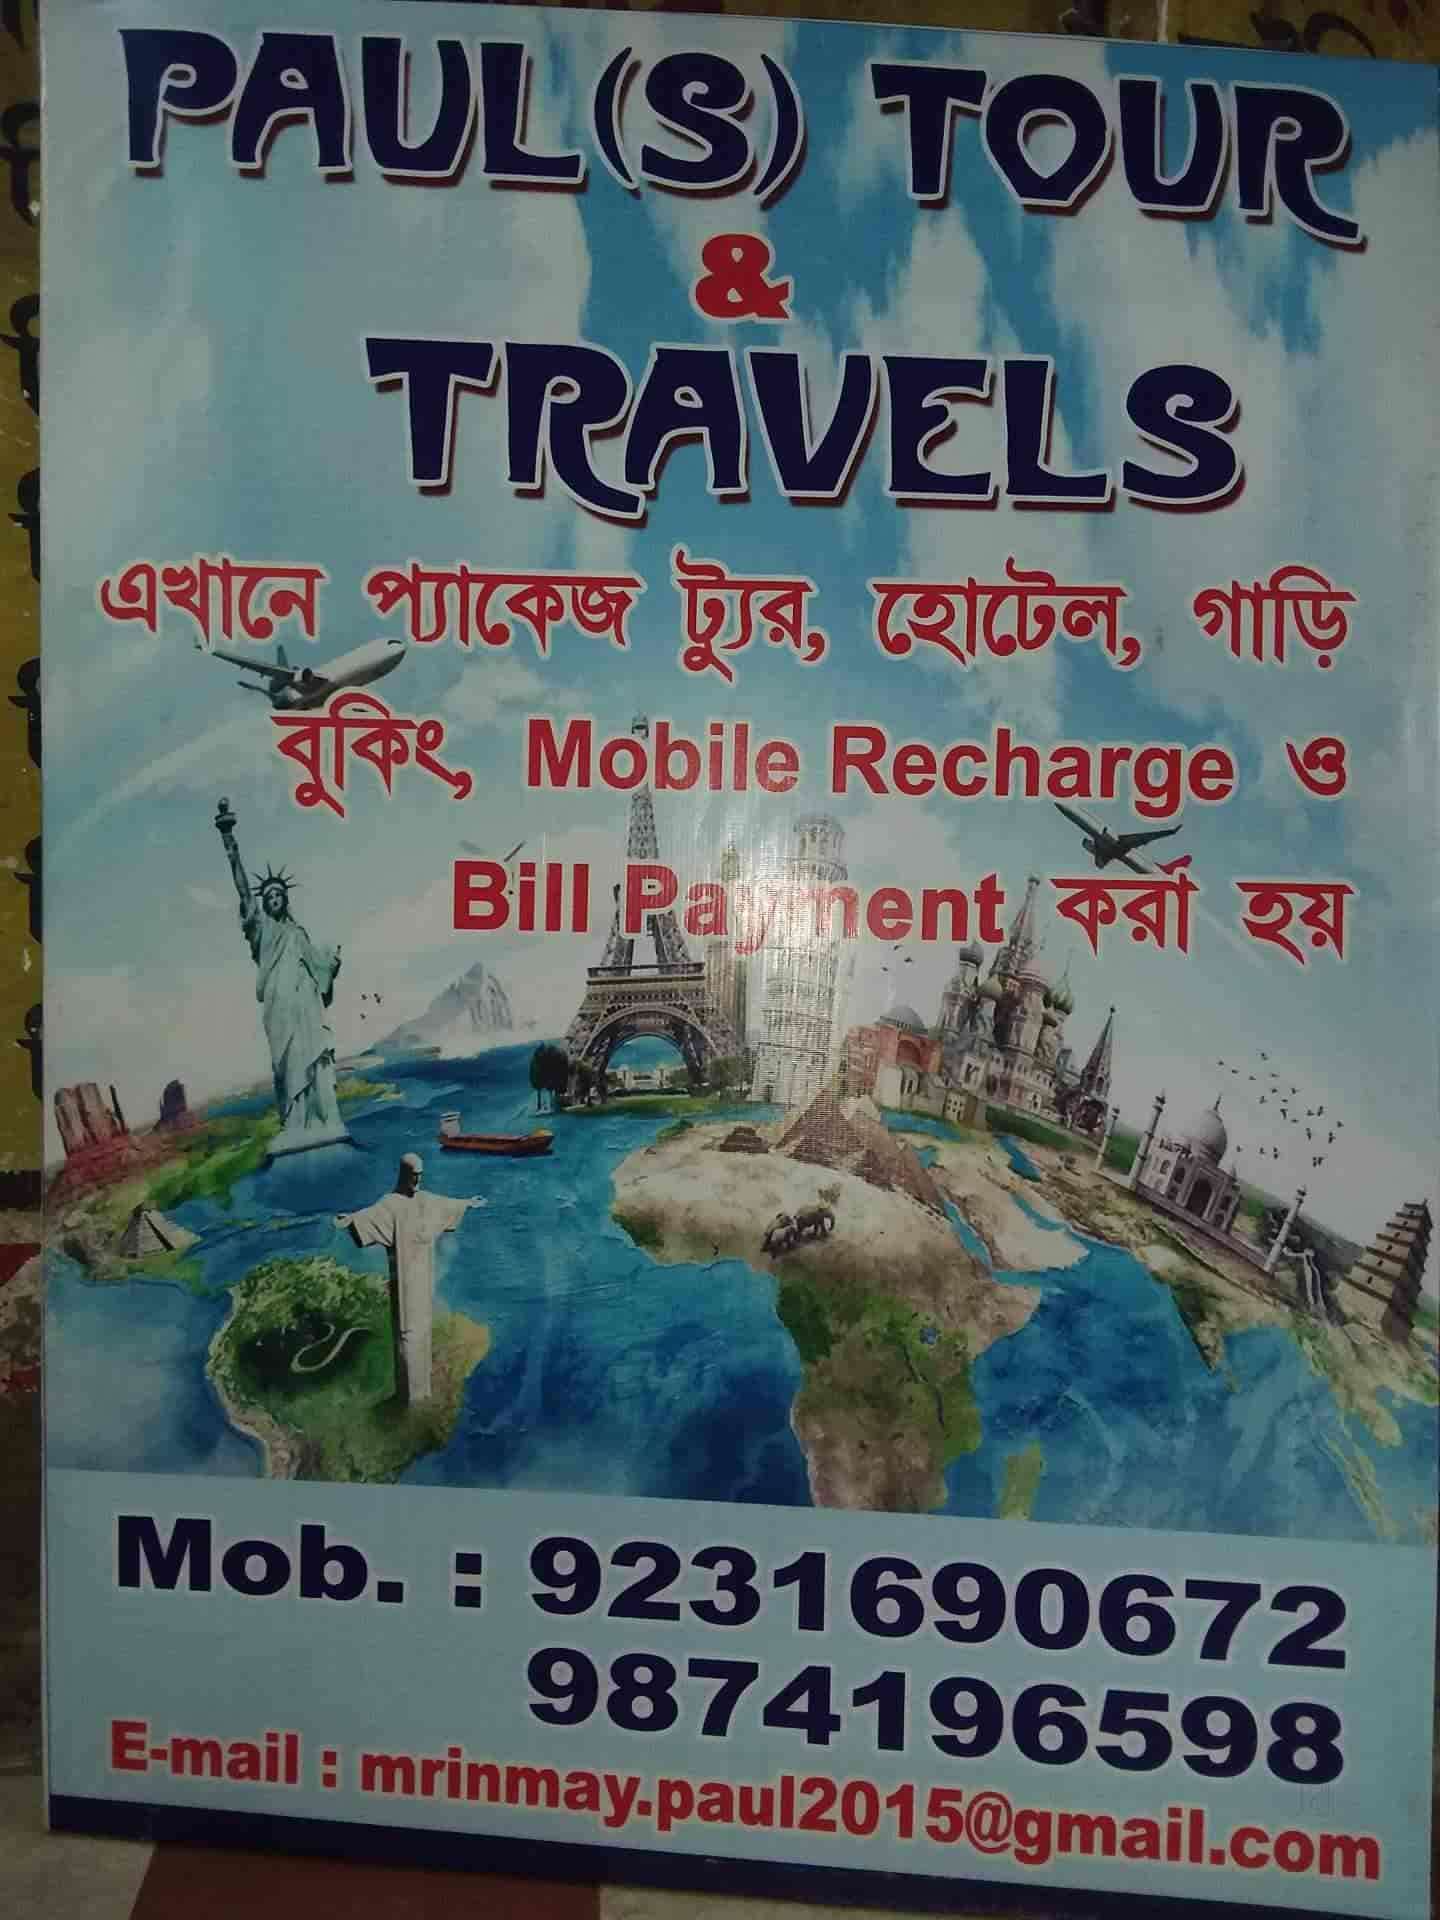 PAUL(S) TOUR
&
TRAVELS
এখানে প্যাকেজ ট্যুর, হোটেল, গাড়ি
বুকিং, Mobile Recharge ও
Bill Payment করা হয়
Mob. : 9231690672
9874196598
E-mail : mrinmay.paul2015@gmail.com